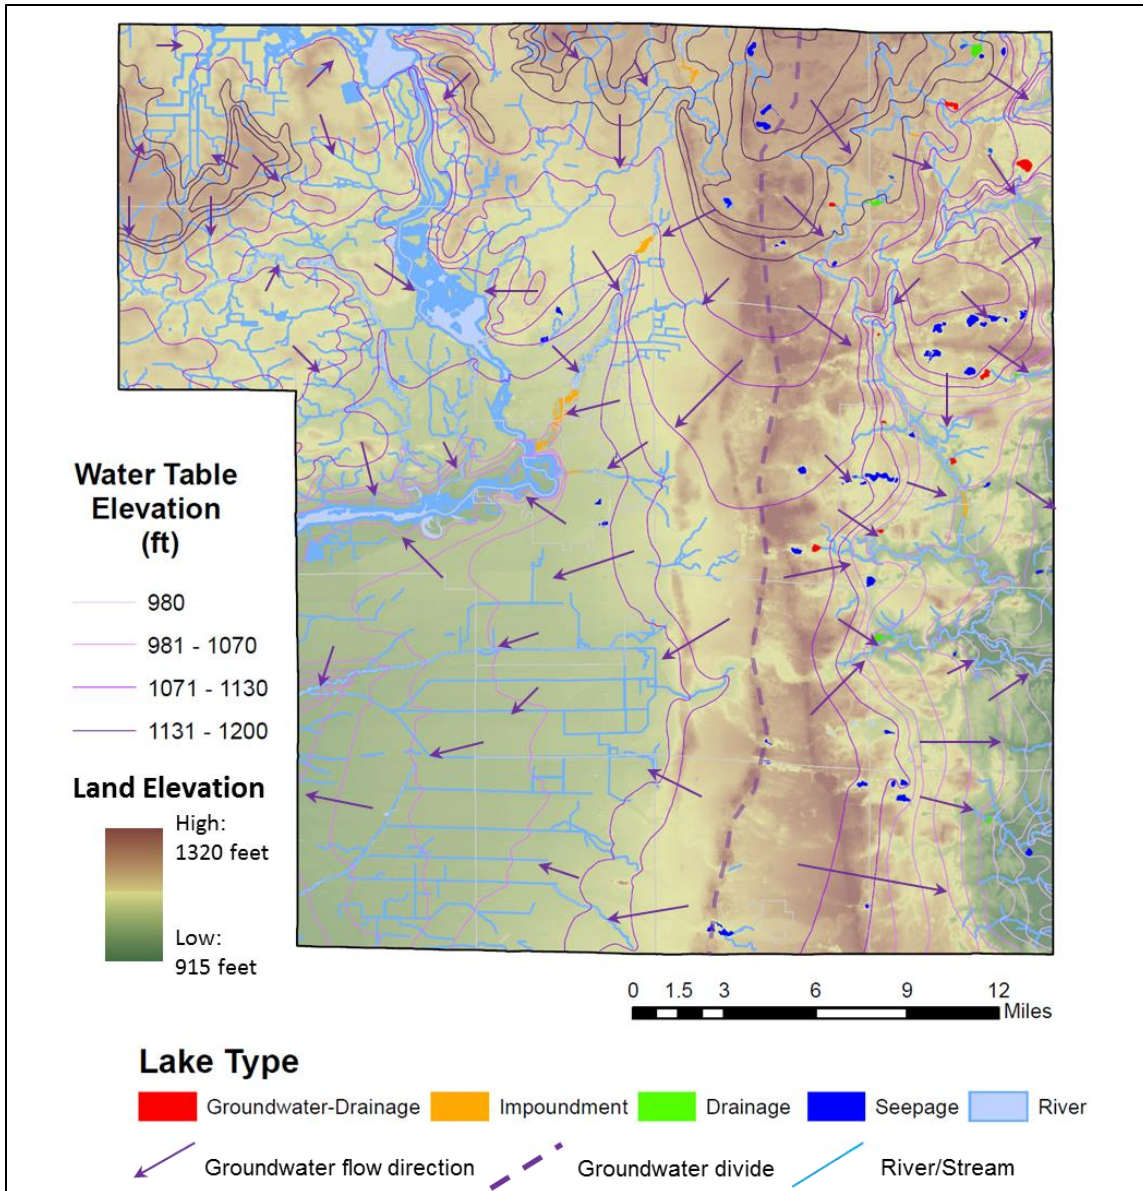 Water Table
Elevation
(ft)
980
981 - 1070
1071 - 1130
1131 - 1200
Land Elevation
High:
1320 feet
Low:
915 feet
0 1.5 3 6 9 12
Miles
Lake Type
Groundwater-Drainage Impoundment Drainage Seepage River
Groundwater flow direction Groundwater divide River/Stream